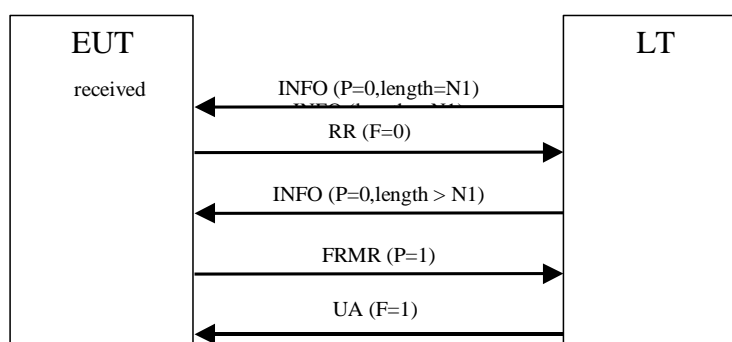 EUT
LT
received
INFO (P=0,length=N1)
RR (F=0)
INFO (P=0,length > N1)
FRMR (P=1)
UA (F=1)